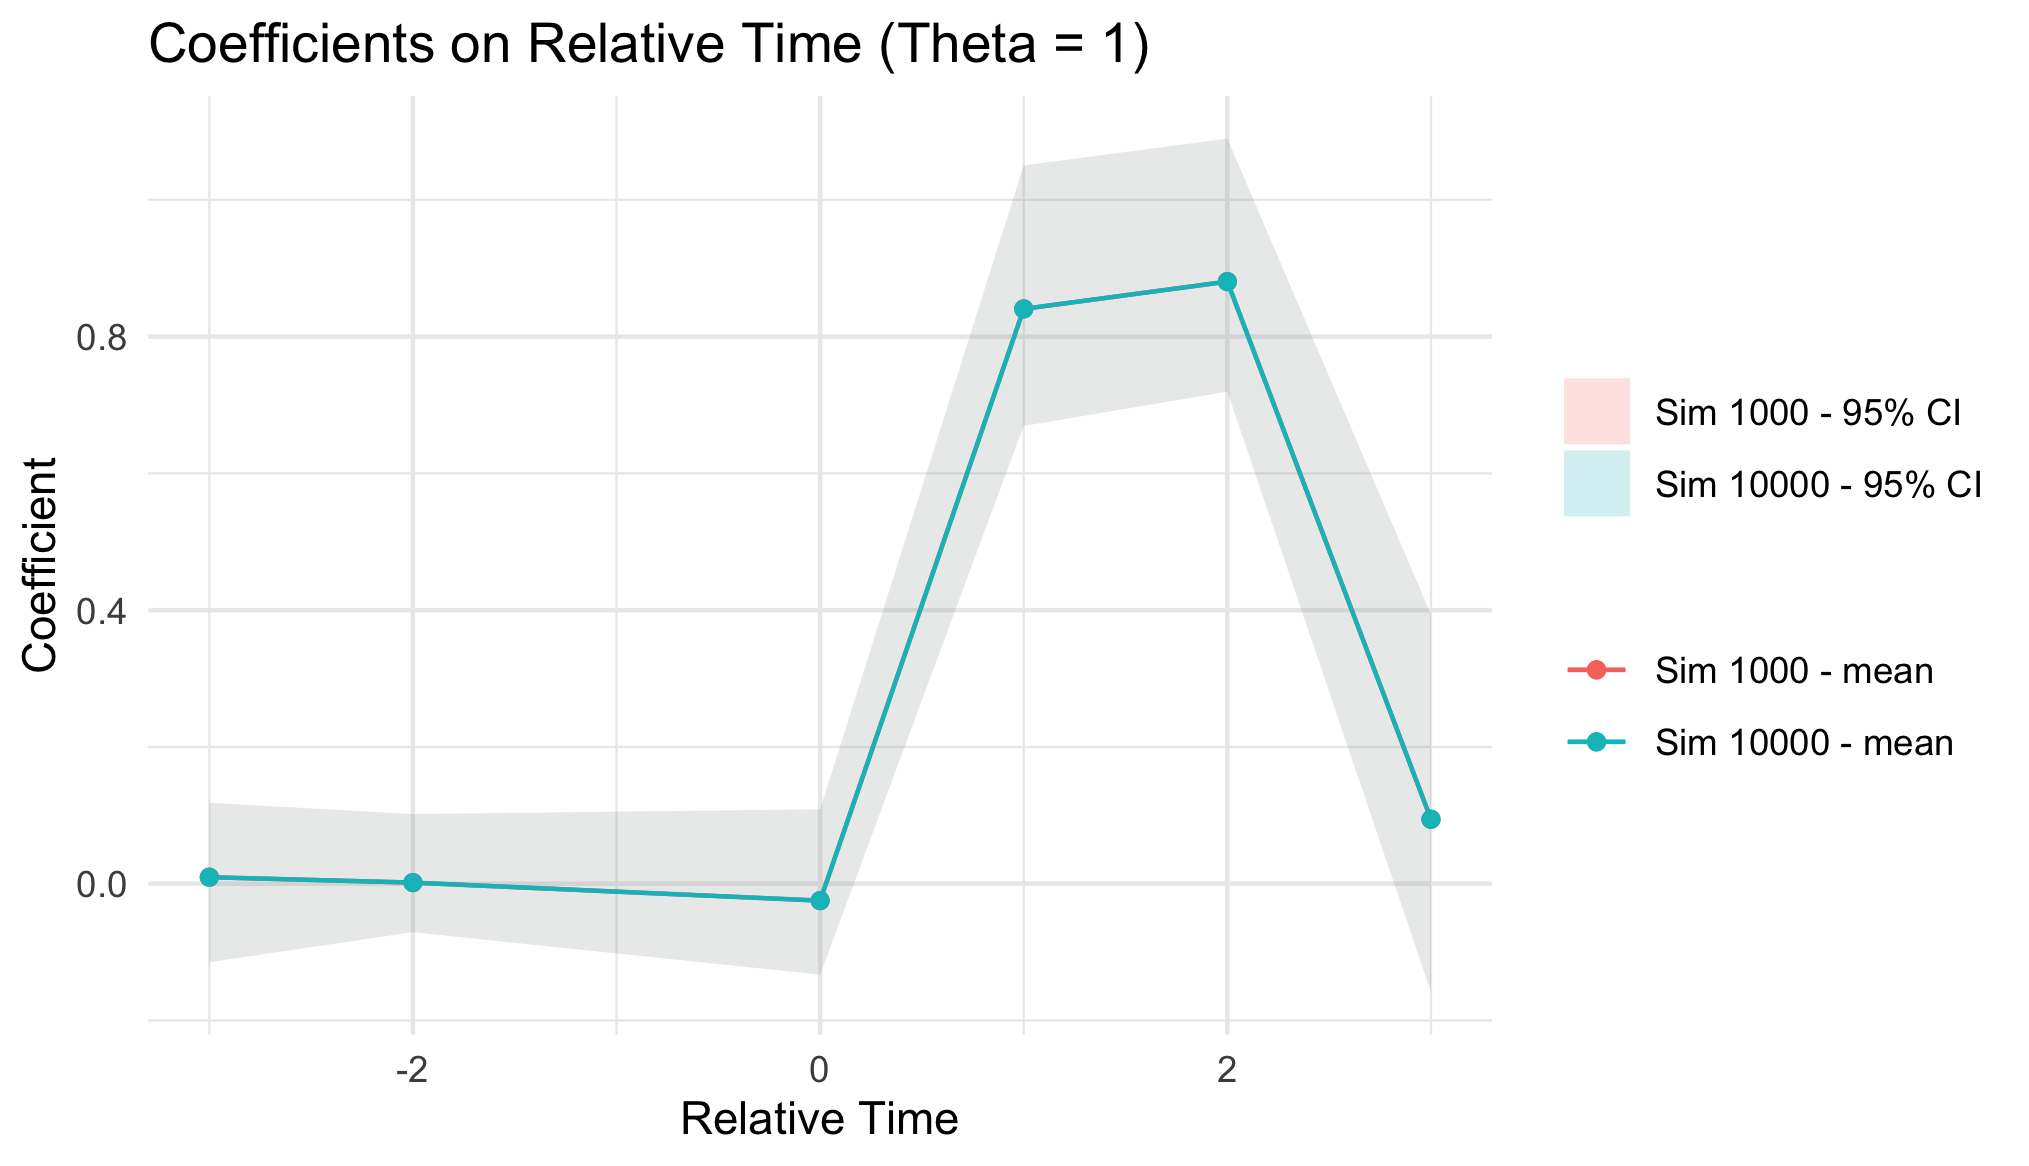 Coefficients on Relative Time (Theta = 1)
Coefficient
0.8
0.4
0.0
-2
0
2
Relative Time
Sim 1000 - 95% CI
Sim 10000 - 95% CI
Sim 1000 - mean
Sim 10000 - mean